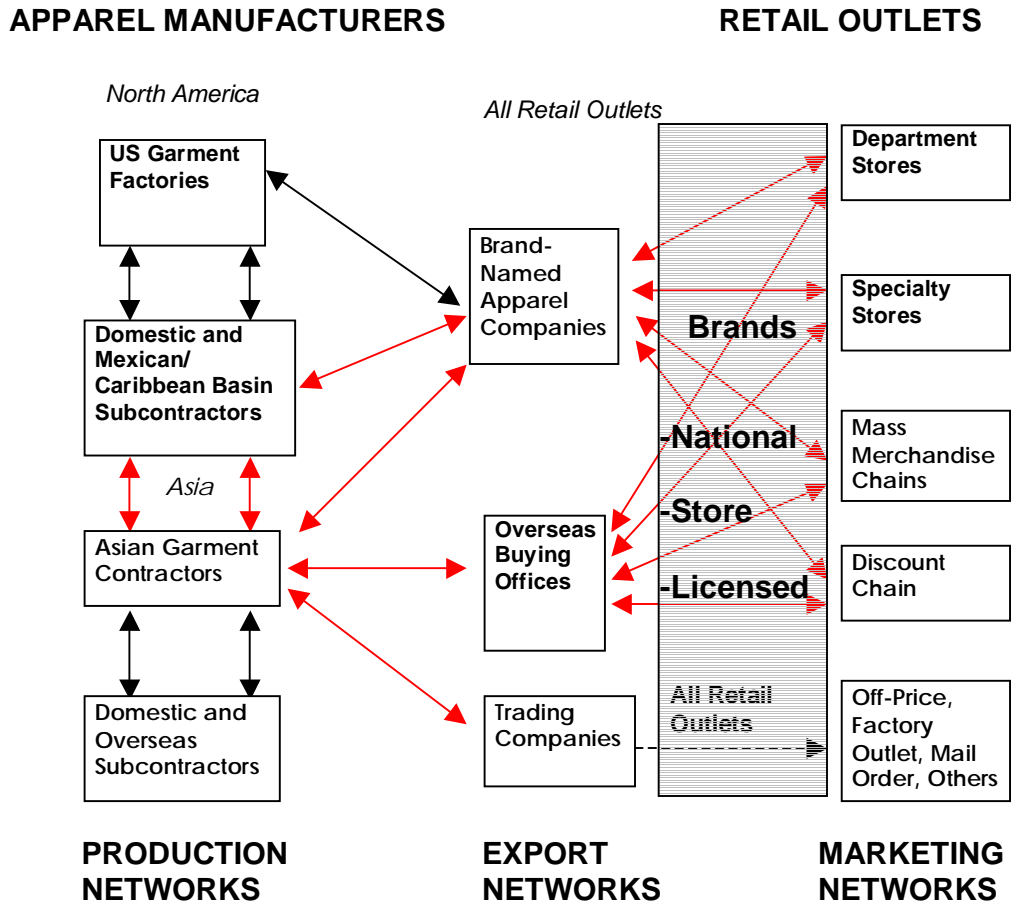 APPAREL MANUFACTURERS
RETAIL OUTLETS
North America
All Retail Outlets
US Garment
Factories
Domestic and
Mexican/
Caribbean Basin
Subcontractors
Asia
Asian Garment
Contractors
Domestic and
Overseas
Subcontractors
Brand-
Named
Apparel
Companies
Overseas
Buying
Offices
Trading
Companies
Brands
-National
-Store
-Licensed
All Retail
Outlets
Department
Stores
Specialty
Stores
Mass
Merchandise
Chains
Discount
Chain
Off-Price,
Factory
Outlet, Mail
Order, Others
PRODUCTION
NETWORKS
EXPORT
NETWORKS
MARKETING
NETWORKS